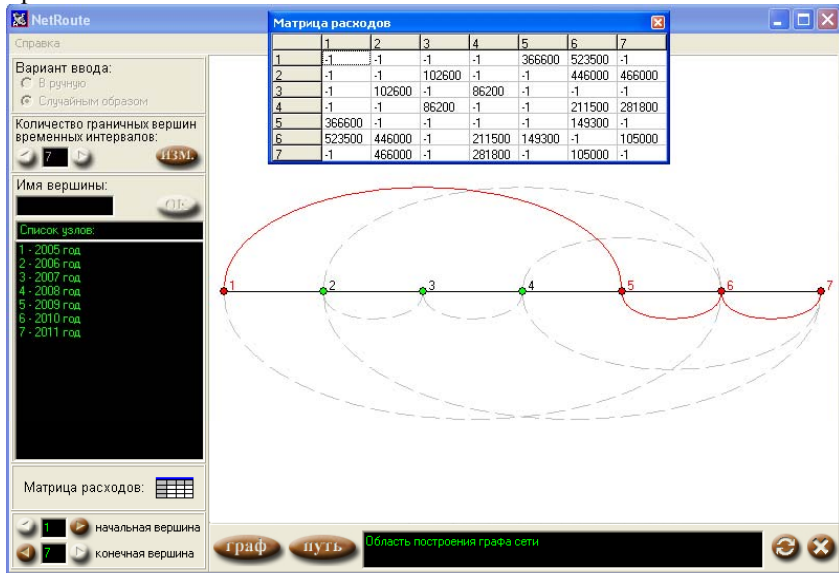 NetRoute
Справка
Вариант ввода:
В ручную
Случайным образом
Количество граничных вершин
временных интервалов:
7 ИЗМ.
Имя вершины:
ОК
Список узлов:
1 - 2005 год
2 - 2006 год
3 - 2007 год
4 - 2008 год
5 - 2009 год
6 - 2010 год
7 - 2011 год
Матрица расходов:
1 начальная вершина
7 конечная вершина
Матрица расходов
1 2 3 4 5 6 7
1 -1 -1 -1 -1 366600 523500 -1
2 -1 -1 102600 -1 -1 446000 466000
3 -1 102600 -1 86200 -1 -1 -1
4 -1 -1 86200 -1 -1 211500 281800
5 366600 -1 -1 -1 -1 149300 -1
6 523500 446000 -1 211500 149300 -1 105000
7 -1 466000 -1 281800 -1 105000 -1
1 2 3 4 5 6 7
граф путь Область построения графа сети